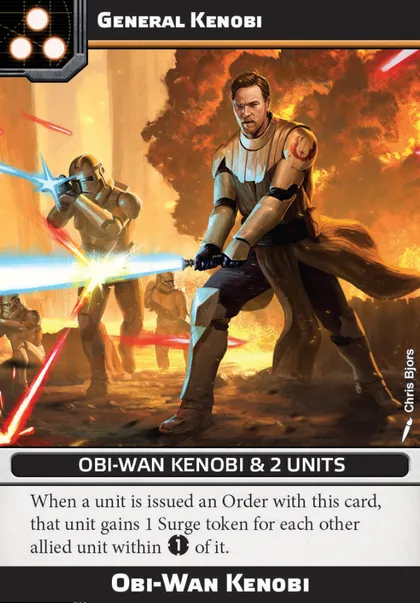 General Kenobi
Chris Bjors
OBI-WAN KENOBI & 2 UNITS
When a unit is issued an Order with this card,
that unit gains 1 Surge token for each other
allied unit within 1 of it.
Obi-Wan Kenobi